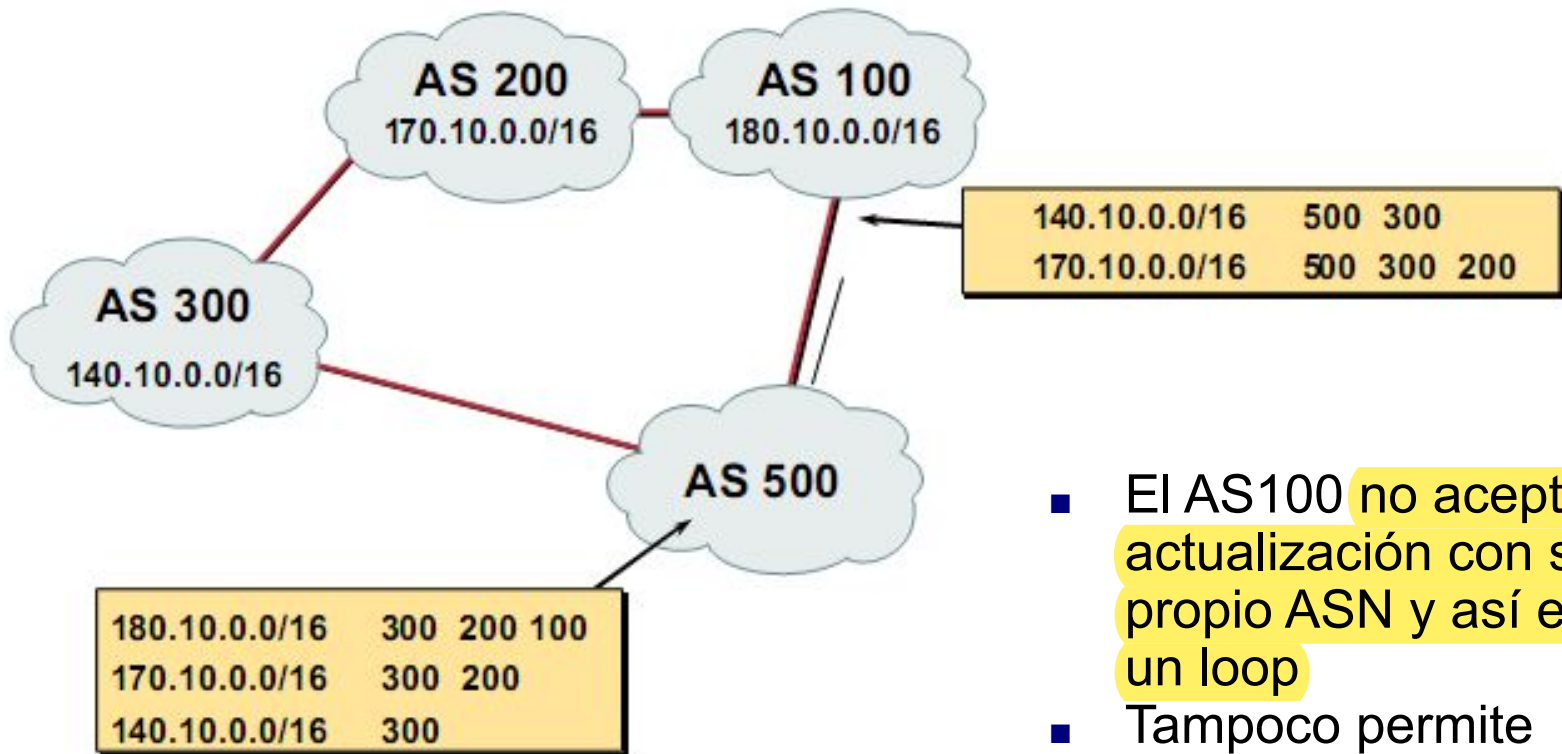 AS 200
170.10.0.0/16
AS 100
180.10.0.0/16
140.10.0.0/16 500 300
170.10.0.0/16 500 300 200
AS 300
140.10.0.0/16
AS 500
180.10.0.0/16 300 200 100
170.10.0.0/16 300 200
140.10.0.0/16 300
■ El AS100 no acept
actualización con s
propio ASN y así e
un loop
■ Tampoco permite